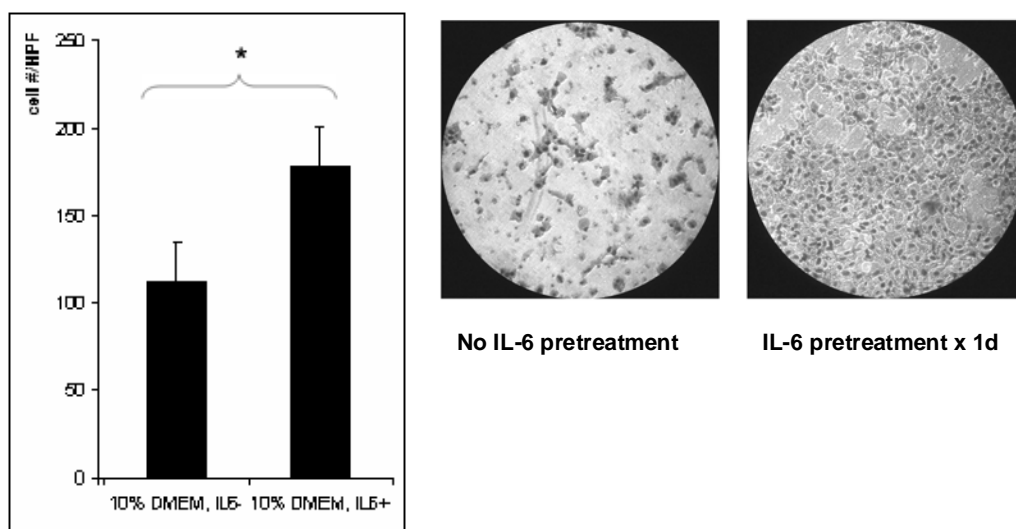 cell #/HPF
250
*
200
150
100
50
0
10% DMEM, IL6-
10% DMEM, IL6+
No IL-6 pretreatment
IL-6 pretreatment x 1d